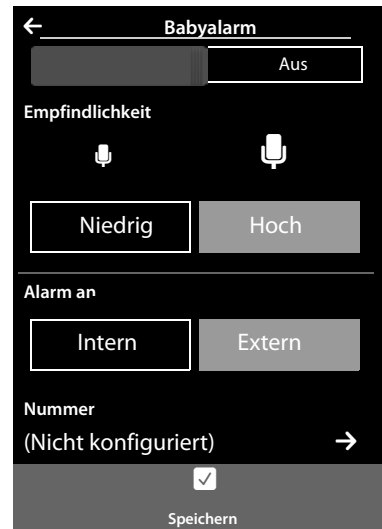 Babyalarm
Aus
Empfindlichkeit
Niedrig Hoch
Alarm an
Intern Extern
Nummer
(Nicht konfiguriert)
Speichern